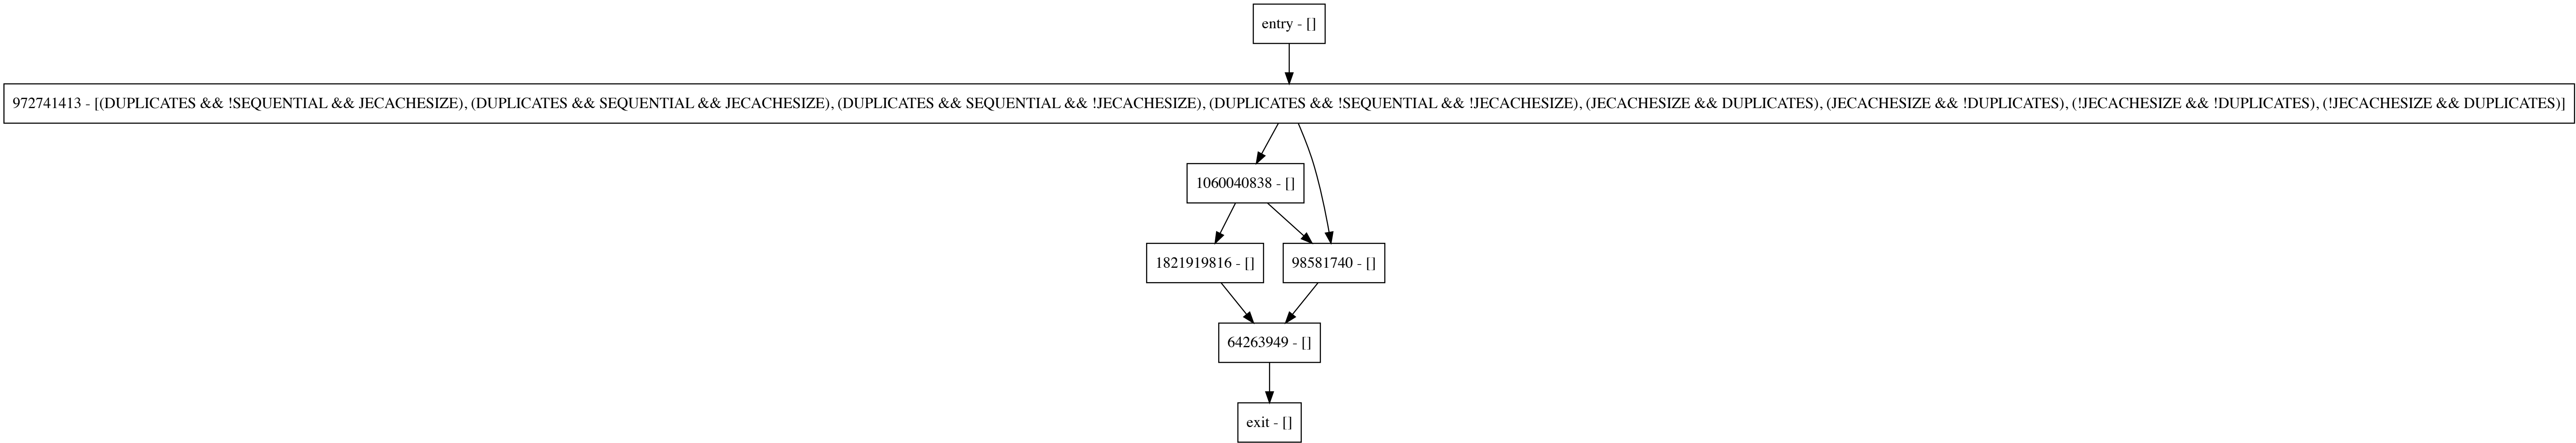 entry - []
972741413 - [(DUPLICATES && !SEQUENTIAL && JECACHESIZE), (DUPLICATES && SEQUENTIAL && JECACHESIZE), (DUPLICATES && SEQUENTIAL && !JECACHESIZE), (DUPLICATES && !SEQUENTIAL && !JECACHESIZE), (JECACHESIZE && DUPLICATES), (JECACHESIZE && !DUPLICATES), (!JECACHESIZE && !DUPLICATES), (!JECACHESIZE && DUPLICATES)]
1060040838 - []
1821919816 - []
98581740 - []
64263949 - []
exit - []